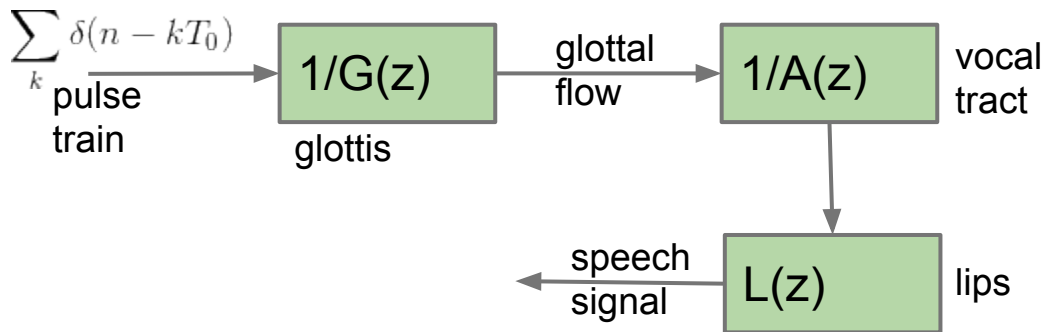 ∑ δ(n − kT₀)
k
pulse
train
1/G(z)
glottis
glottal
flow
1/A(z)
vocal
tract
speech
signal
L(z)
lips